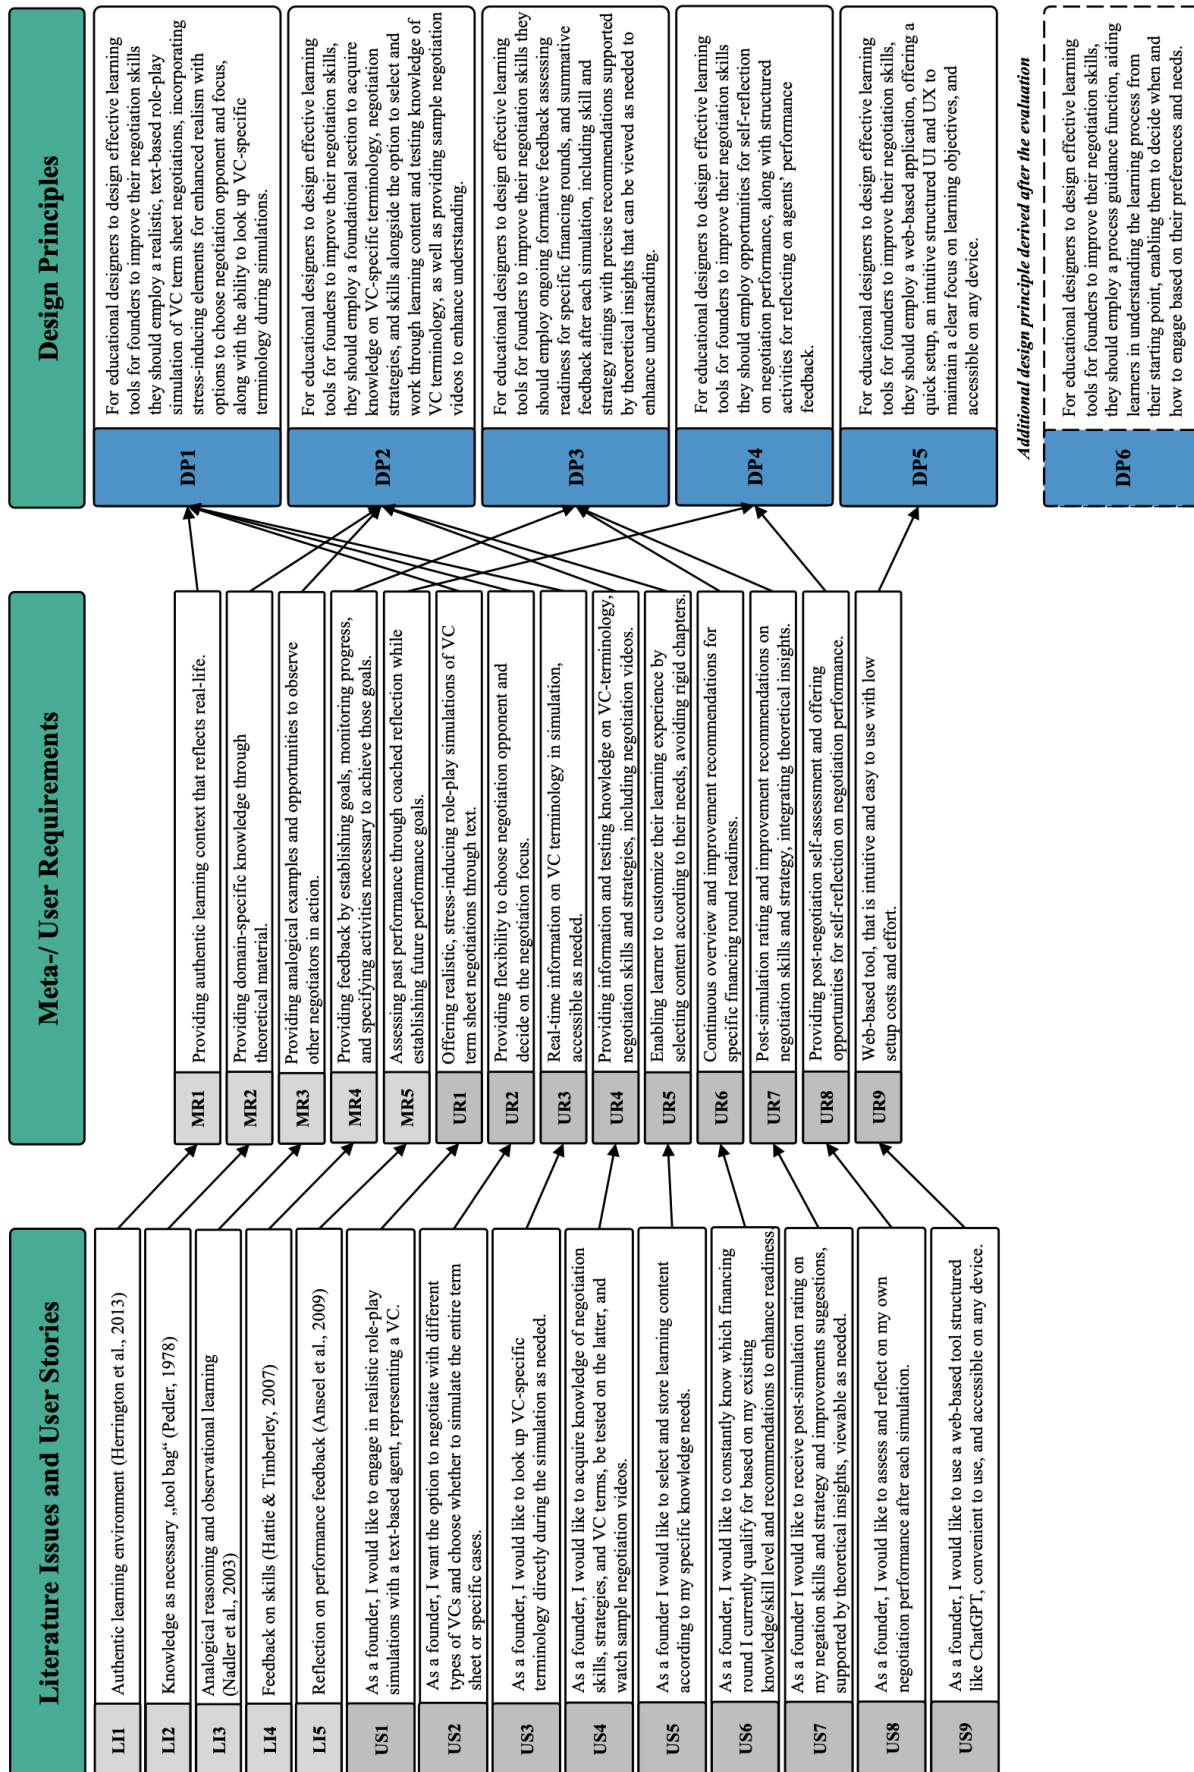 Literature Issues and User Stories
LI1
Authentic learning environment (Herrington et al., 2013)
LI2
Knowledge as necessary „tool bag“ (Pedler, 1978)
LI3
Analogical reasoning and observational learning
(Nadler et al., 2003)
LI4
Feedback on skills (Hattie & Timberley, 2007)
LI5
Reflection on performance feedback (Anseel et al., 2009)
US1
As a founder, I would like to engage in realistic role-play
simulations with a text-based agent, representing a VC.
US2
As a founder, I want the option to negotiate with different
types of VCs and choose whether to simulate the entire term
sheet or specific cases.
US3
As a founder, I would like to look up VC-specific
terminology directly during the simulation as needed.
US4
As a founder, I would like to acquire knowledge of negotiation
skills, strategies, and VC terms, be tested on the latter, and
watch sample negotiation videos.
US5
As a founder I would like to select and store learning content
according to my specific knowledge needs.
US6
As a founder, I would like to constantly know which financing
round I currently qualify for based on my existing
knowledge/skill level and recommendations to enhance readiness.
US7
As a founder I would like to receive post-simulation rating on
my negation skills and strategy and improvements suggestions,
supported by theoretical insights, viewable as needed.
US8
As a founder, I would like to assess and reflect on my own
negotiation performance after each simulation.
US9
As a founder, I would like to use a web-based tool structured
like ChatGPT, convenient to use, and accessible on any device.
Meta-/ User Requirements
MR1
Providing authentic learning context that reflects real-life.
MR2
Providing domain-specific knowledge through
theoretical material.
MR3
Providing analogical examples and opportunities to observe
other negotiators in action.
MR4
Providing feedback by establishing goals, monitoring progress,
and specifying activities necessary to achieve those goals.
MR5
Assessing past performance through coached reflection while
establishing future performance goals.
UR1
Offering realistic, stress-inducing role-play simulations of VC
term sheet negotiations through text.
UR2
Providing flexibility to choose negotiation opponent and
decide on the negotiation focus.
UR3
Real-time information on VC terminology in simulation,
accessible as needed.
UR4
Providing information and testing knowledge on VC-terminology,
negotiation skills and strategies, including negotiation videos.
UR5
Enabling learner to customize their learning experience by
selecting content according to their needs, avoiding rigid chapters.
UR6
Continuous overview and improvement recommendations for
specific financing round readiness.
UR7
Post-simulation rating and improvement recommendations on
negotiation skills and strategy, integrating theoretical insights.
UR8
Providing post-negotiation self-assessment and offering
opportunities for self-reflection on negotiation performance.
UR9
Web-based tool, that is intuitive and easy to use with low
setup costs and effort.
Design Principles
DP1
For educational designers to design effective learning
tools for founders to improve their negotiation skills
they should employ a realistic, text-based role-play
simulation of VC term sheet negotiations, incorporating
stress-inducing elements for enhanced realism with
options to choose negotiation opponent and focus,
along with the ability to look up VC-specific
terminology during simulations.
DP2
For educational designers to design effective learning
tools for founders to improve their negotiation skills,
they should employ a foundational section to acquire
knowledge on VC-specific terminology, negotiation
strategies, and skills alongside the option to select and
work through learning content and testing knowledge of
VC terminology, as well as providing sample negotiation
videos to enhance understanding.
DP3
For educational designers to design effective learning
tools for founders to improve their negotiation skills they
should employ ongoing formative feedback assessing
readiness for specific financing rounds, and summative
feedback after each simulation, including skill and
strategy ratings with precise recommendations supported
by theoretical insights that can be viewed as needed to
enhance understanding.
DP4
For educational designers to design effective learning
tools for founders to improve their negotiation skills,
they should employ opportunities for self-reflection
on negotiation performance, along with structured
activities for reflecting on agents’ performance
feedback.
DP5
For educational designers to design effective learning
tools for founders to improve their negotiation skills,
they should employ a web-based application, offering a
quick setup, an intuitive structured UI and UX to
maintain a clear focus on learning objectives, and
accessible on any device.
Additional design principle derived after the evaluation
DP6
For educational designers to design effective learning
tools for founders to improve their negotiation skills,
they should employ a process guidance function, aiding
learners in understanding the learning process from
their starting point, enabling them to decide when and
how to engage based on their preferences and needs.